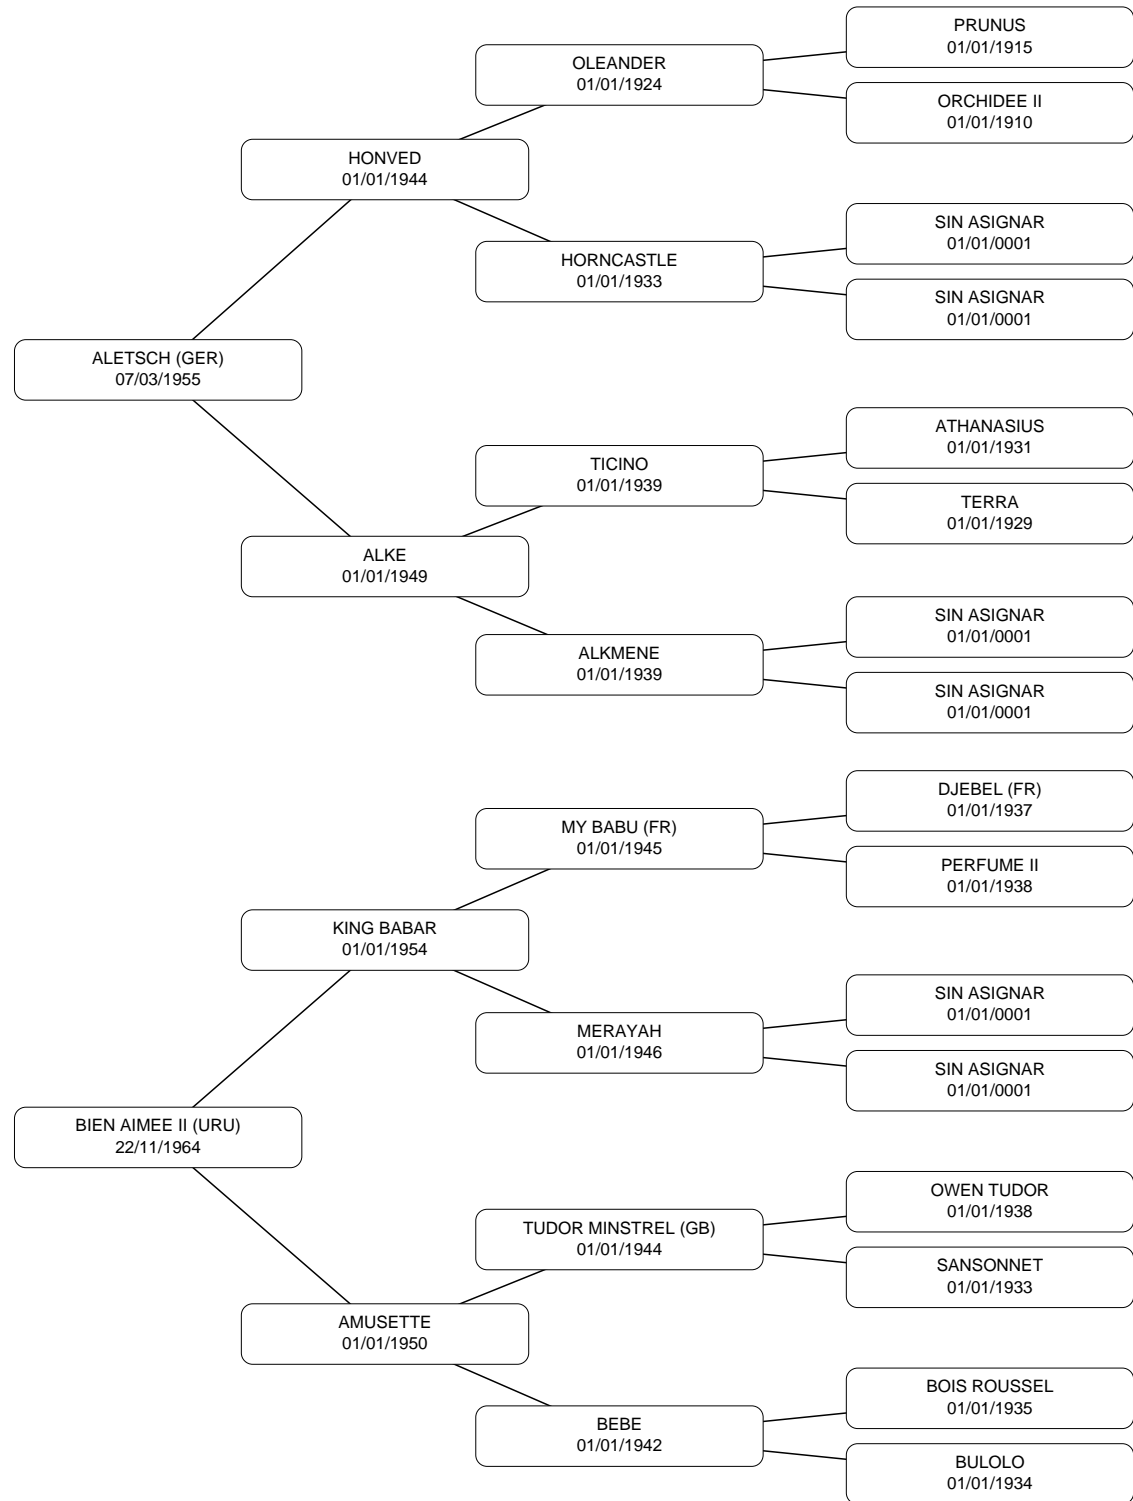 PRUNUS
01/01/1915
OLEANDER
01/01/1924
ORCHIDEE II
01/01/1910
HONVED
01/01/1944
SIN ASIGNAR
01/01/0001
HORNCASTLE
01/01/1933
SIN ASIGNAR
01/01/0001
ALETSCH (GER)
07/03/1955
ATHANASIUS
01/01/1931
TICINO
01/01/1939
TERRA
01/01/1929
ALKE
01/01/1949
SIN ASIGNAR
01/01/0001
ALKMENE
01/01/1939
SIN ASIGNAR
01/01/0001
DJEBEL (FR)
01/01/1937
MY BABU (FR)
01/01/1945
PERFUME II
01/01/1938
KING BABAR
01/01/1954
SIN ASIGNAR
01/01/0001
MERAYAH
01/01/1946
SIN ASIGNAR
01/01/0001
BIEN AIMEE II (URU)
22/11/1964
OWEN TUDOR
01/01/1938
TUDOR MINSTREL (GB)
01/01/1944
SANSONNET
01/01/1933
AMUSETTE
01/01/1950
BOIS ROUSSEL
01/01/1935
BEBE
01/01/1942
BULOLO
01/01/1934